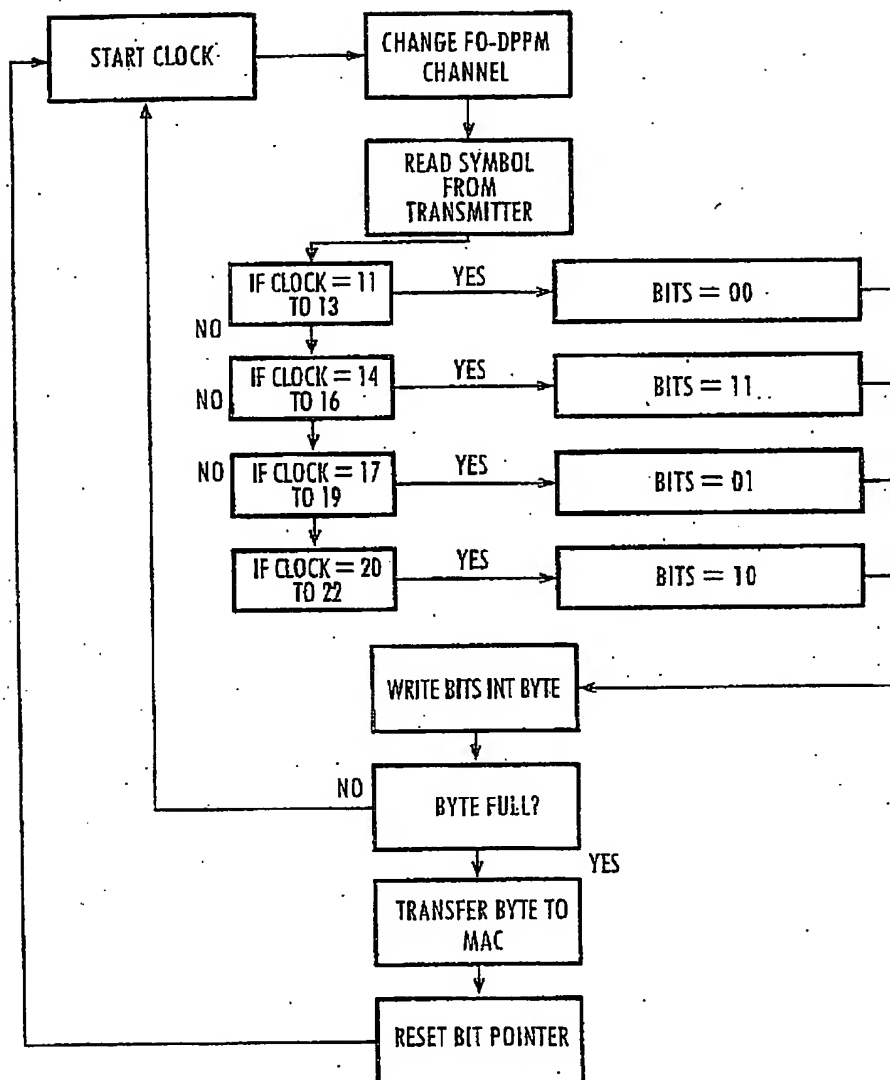 START CLOCK
CHANGE FO-DPPM
CHANNEL
READ SYMBOL
FROM
TRANSMITTER
IF CLOCK = 11
TO 13
YES
BITS = 00
NO
IF CLOCK = 14
TO 16
YES
BITS = 11
NO
IF CLOCK = 17
TO 19
YES
BITS = 01
NO
IF CLOCK = 20
TO 22
YES
BITS = 10
WRITE BITS INT BYTE
NO
BYTE FULL?
YES
TRANSFER BYTE TO
MAC
RESET BIT POINTER